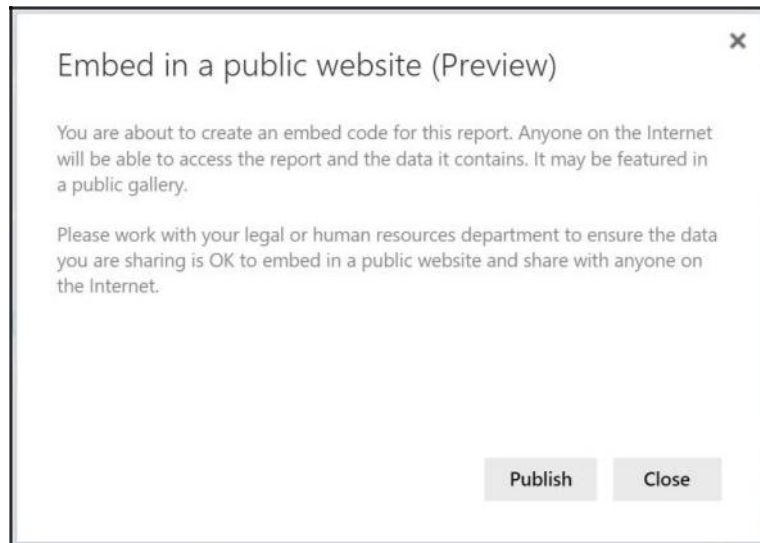 Embed in a public website (Preview)
You are about to create an embed code for this report. Anyone on the Internet
will be able to access the report and the data it contains. It may be featured in
a public gallery.
Please work with your legal or human resources department to ensure the data
you are sharing is OK to embed in a public website and share with anyone on
the Internet.
Publish Close